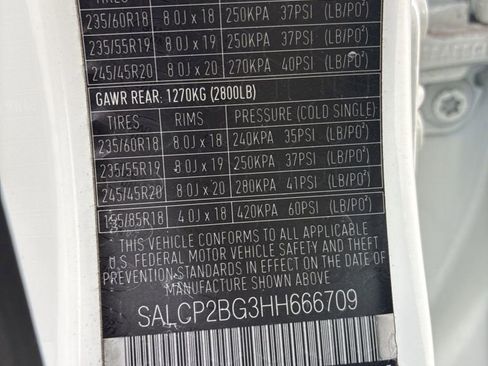 TIRES
235/60R18 8.0J x 18 250KPA 37PSI (LB/PO²)
235/55R19 8.0J x 19 250KPA 37PSI (LB/PO²)
245/45R20 8.0J x 20 270KPA 40PSI (LB/PO²)
GAWR REAR: 1270KG (2800LB)
TIRES RIMS PRESSURE (COLD SINGLE)
235/60R18 8.0J x 18 240KPA 35PSI (LB/PO²)
235/55R19 8.0J x 19 250KPA 37PSI (LB/PO²)
245/45R20 8.0J x 20 280KPA 41PSI (LB/PO²)
155/85R18 4.0J x 18 420KPA 60PSI (LB/PO²)
THIS VEHICLE CONFORMS TO ALL APPLICABLE
U.S. FEDERAL MOTOR VEHICLE SAFETY AND THEFT
PREVENTION STANDARDS IN EFFECT ON THE DATE OF
MANUFACTURE SHOWN ABOVE
SALCP2BG3HH666709